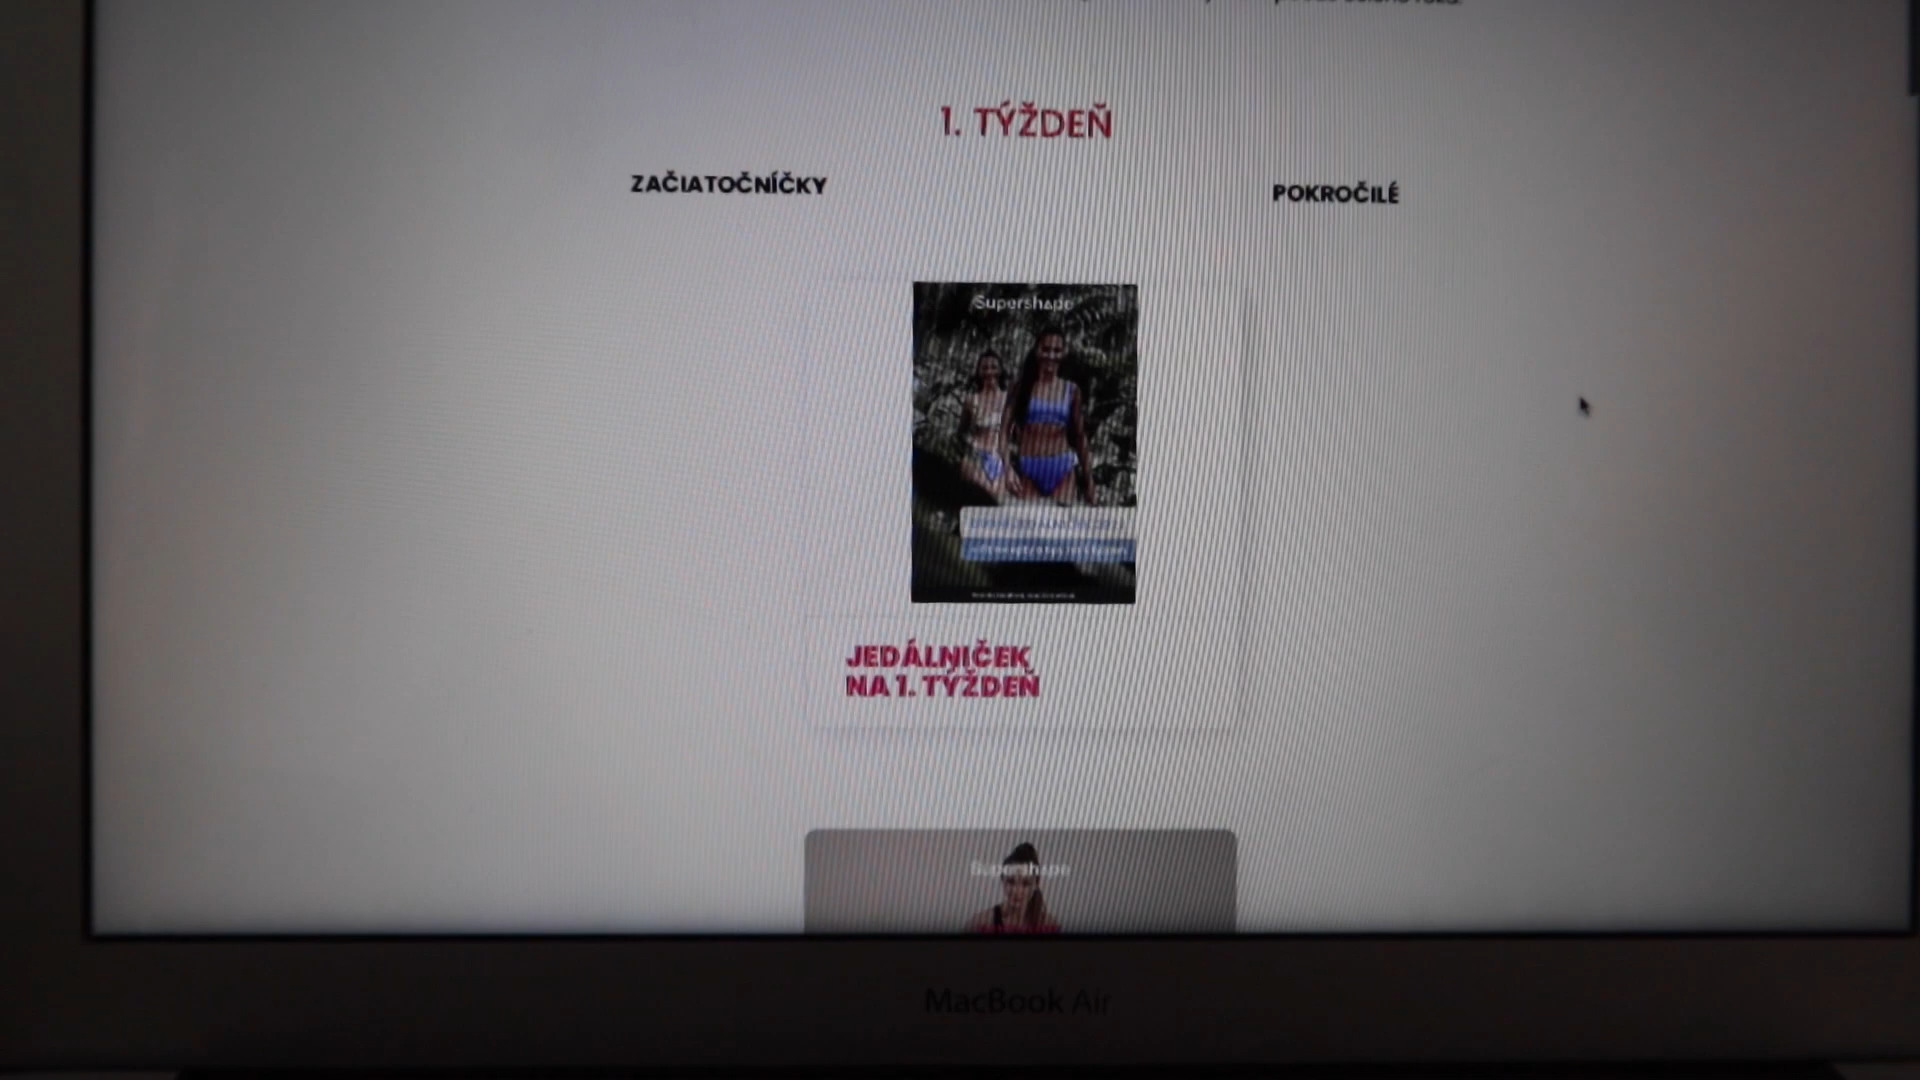 1. TÝŽDEŇ
ZAČIATOČNÍČKY
POKROČILÉ
Supershape
JEDÁLNIČEK
NA 1. TÝŽDEŇ
Supershape
MacBook Air